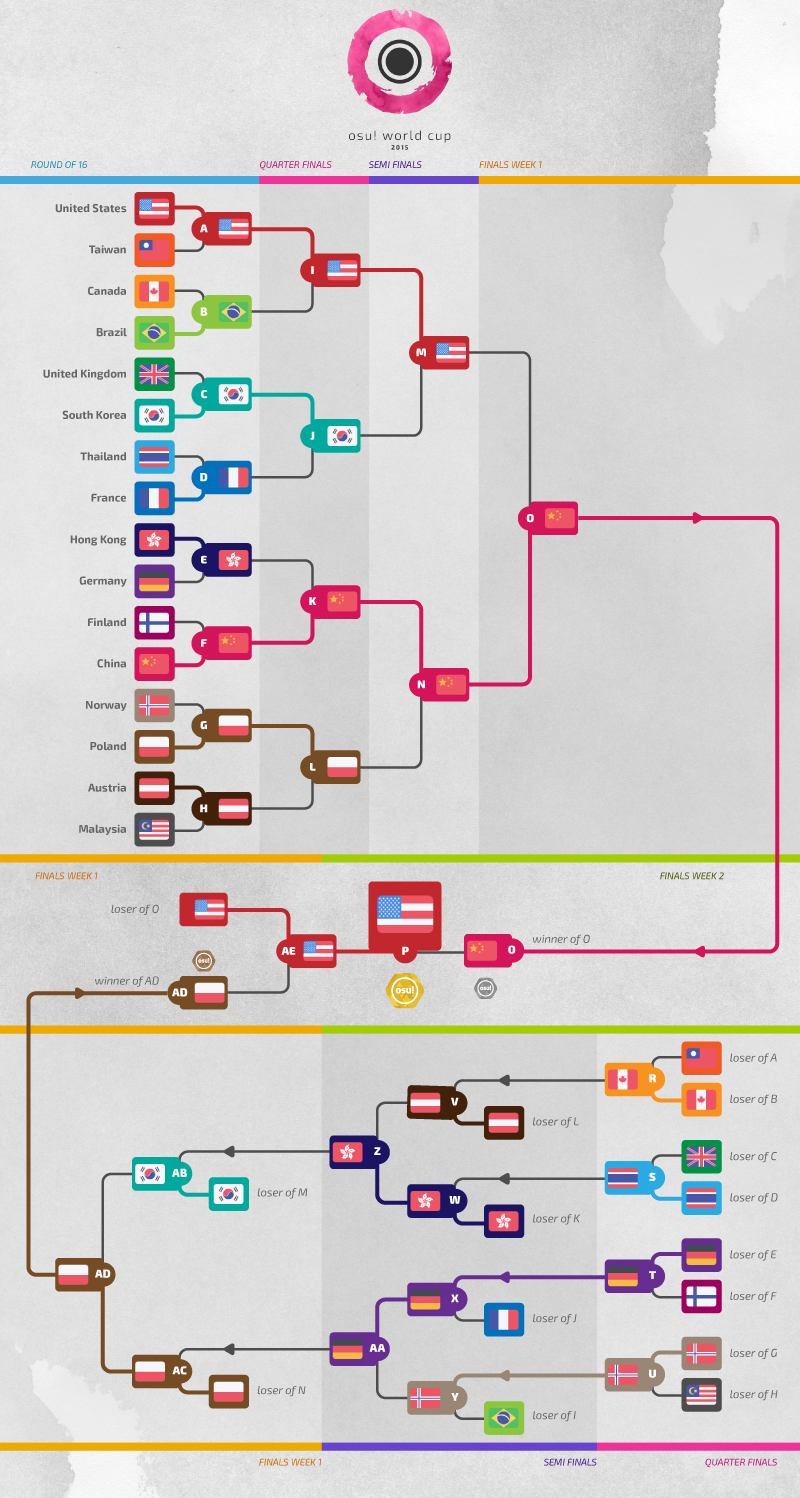 osu! world cup
2015
ROUND OF 16
QUARTER FINALS
SEMI FINALS
FINALS WEEK 1
United States
A
Taiwan
I
Canada
B
Brazil
M
United Kingdom
C
South Korea
J
Thailand
D
France
O
Hong Kong
E
Germany
K
Finland
F
China
N
Norway
G
Poland
L
Austria
H
Malaysia
FINALS WEEK 1
FINALS WEEK 2
loser of O
AE
P
O
winner of O
osu!
winner of AD
AD
osu!
osu!
R
loser of A
loser of B
V
loser of L
Z
AB
loser of M
W
loser of K
S
loser of C
loser of D
AD
X
loser of J
T
loser of E
loser of F
AA
AC
loser of N
Y
loser of I
U
loser of G
loser of H
FINALS WEEK 1
SEMI FINALS
QUARTER FINALS